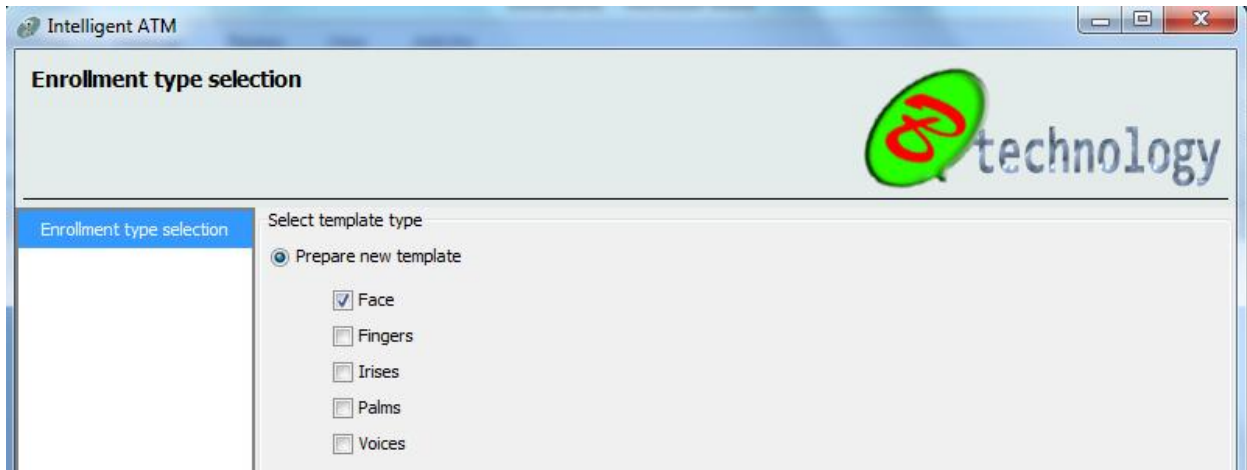 Intelligent ATM
Enrollment type selection
technology
Enrollment type selection
Select template type
Prepare new template
Face
Fingers
Irises
Palms
Voices